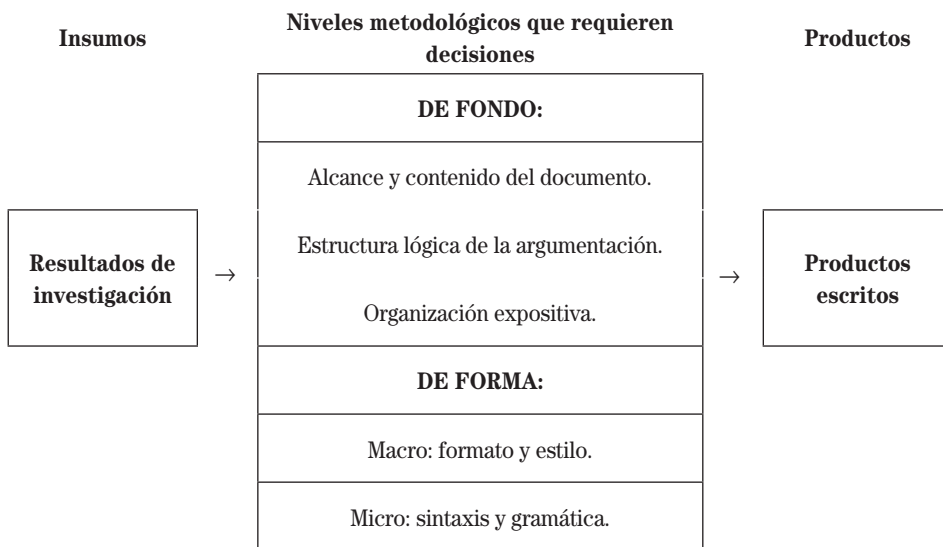 Insumos
Niveles metodológicos que requieren
decisiones
Productos
DE FONDO:
Alcance y contenido del documento.
Estructura lógica de la argumentación.
Organización expositiva.
Resultados de
investigación
→
→
Productos
escritos
DE FORMA:
Macro: formato y estilo.
Micro: sintaxis y gramática.